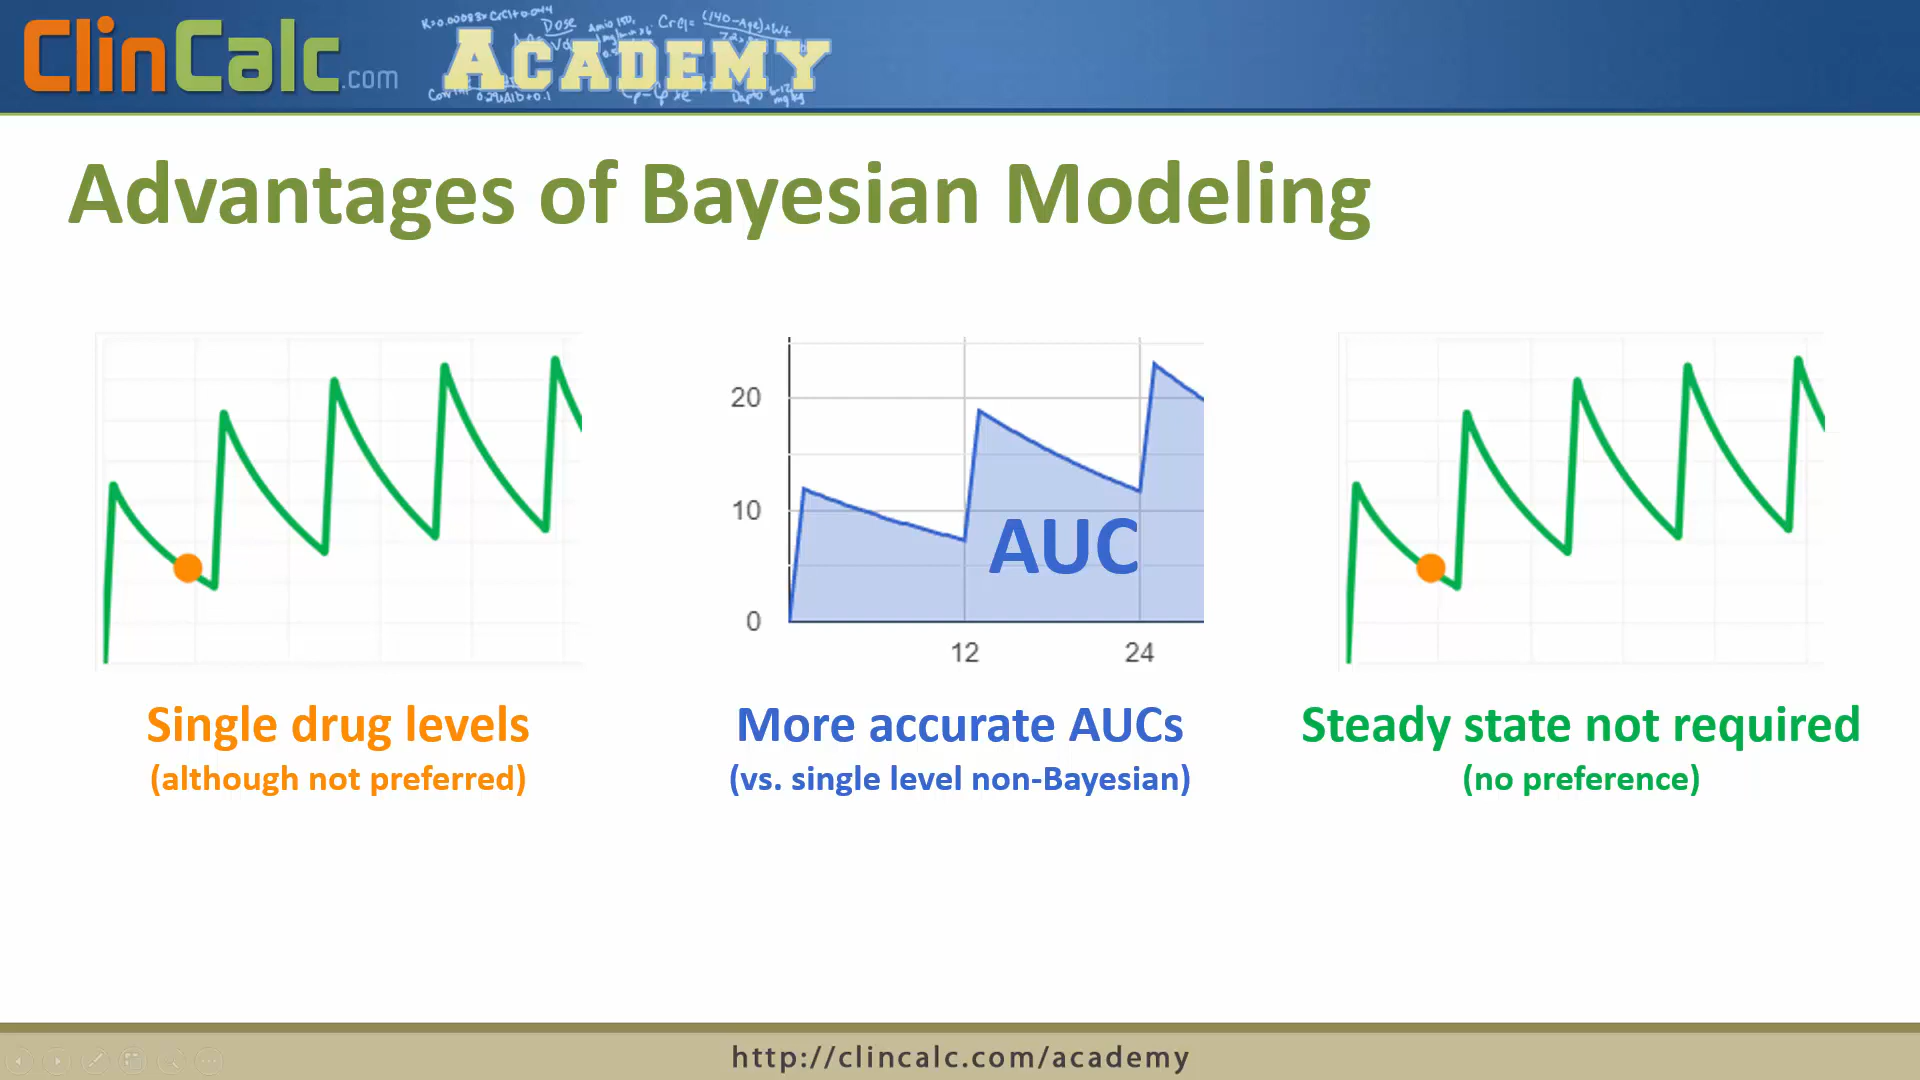 ClinCalc.com
ACADEMY
Advantages of Bayesian Modeling
20
10
0
12
24
AUC
Single drug levels
(although not preferred)
More accurate AUCs
(vs. single level non-Bayesian)
Steady state not required
(no preference)
http://clincalc.com/academy